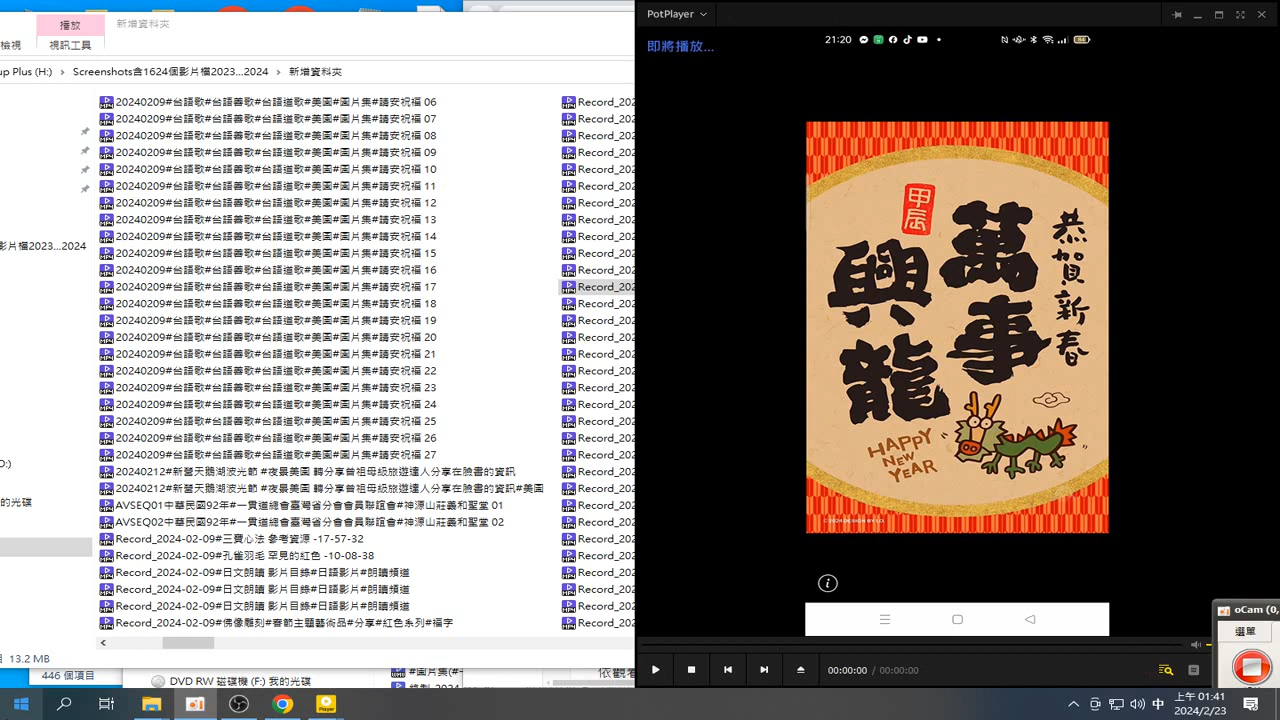 播放
新增資料夾
檢視
視訊工具
up Plus (H:) › Screenshots含1624個影片檔2023...2024 › 新增資料夾
20240209#台語歌#台語善歌#台語道歌#美圖#圖片集#請安祝福 06
20240209#台語歌#台語善歌#台語道歌#美圖#圖片集#請安祝福 07
20240209#台語歌#台語善歌#台語道歌#美圖#圖片集#請安祝福 08
20240209#台語歌#台語善歌#台語道歌#美圖#圖片集#請安祝福 09
20240209#台語歌#台語善歌#台語道歌#美圖#圖片集#請安祝福 10
20240209#台語歌#台語善歌#台語道歌#美圖#圖片集#請安祝福 11
20240209#台語歌#台語善歌#台語道歌#美圖#圖片集#請安祝福 12
20240209#台語歌#台語善歌#台語道歌#美圖#圖片集#請安祝福 13
20240209#台語歌#台語善歌#台語道歌#美圖#圖片集#請安祝福 14
20240209#台語歌#台語善歌#台語道歌#美圖#圖片集#請安祝福 15
20240209#台語歌#台語善歌#台語道歌#美圖#圖片集#請安祝福 16
20240209#台語歌#台語善歌#台語道歌#美圖#圖片集#請安祝福 17
20240209#台語歌#台語善歌#台語道歌#美圖#圖片集#請安祝福 18
20240209#台語歌#台語善歌#台語道歌#美圖#圖片集#請安祝福 19
20240209#台語歌#台語善歌#台語道歌#美圖#圖片集#請安祝福 20
20240209#台語歌#台語善歌#台語道歌#美圖#圖片集#請安祝福 21
20240209#台語歌#台語善歌#台語道歌#美圖#圖片集#請安祝福 22
20240209#台語歌#台語善歌#台語道歌#美圖#圖片集#請安祝福 23
20240209#台語歌#台語善歌#台語道歌#美圖#圖片集#請安祝福 24
20240209#台語歌#台語善歌#台語道歌#美圖#圖片集#請安祝福 25
20240209#台語歌#台語善歌#台語道歌#美圖#圖片集#請安祝福 26
20240209#台語歌#台語善歌#台語道歌#美圖#圖片集#請安祝福 27
20240212#新營天鵝湖波光節 #夜景美圖 轉分享曾祖母級旅遊達人分享在臉書的資訊
20240212#新營天鵝湖波光節 #夜景美圖 轉分享曾祖母級旅遊達人分享在臉書的資訊#美圖
AVSEQ01中華民國92年#一貫道總會臺灣省分會會員聯誼會#神源山莊義和聖堂 01
AVSEQ02中華民國92年#一貫道總會臺灣省分會會員聯誼會#神源山莊義和聖堂 02
Record_2024-02-09#三寶心法 參考資源 -17-57-32
Record_2024-02-09#孔雀羽毛 罕見的紅色 -10-08-38
Record_2024-02-09#日文朗讀 影片目錄#日語影片#朗讀頻道
Record_2024-02-09#日文朗讀 影片目錄#日語影片#朗讀頻道
Record_2024-02-09#日文朗讀 影片目錄#日語影片#朗讀頻道
Record_2024-02-09#佛像雕刻#春節主題藝術品#分享#紅色系列#福字
影片檔2023...2024
D:)
的光碟
13.2 MB
446 個項目
DVD RW 磁碟機 (F:) 我的光碟
#圖片集(#
PotPlayer
即將播放...
21:20
84
恭賀新春
萬事
興龍
甲辰
HAPPY
NEW
YEAR
© 2024 DESIGN BY I.O.
00:00:00 / 00:00:00
oCam (0,
選單
中
上午 01:41
2024/2/23